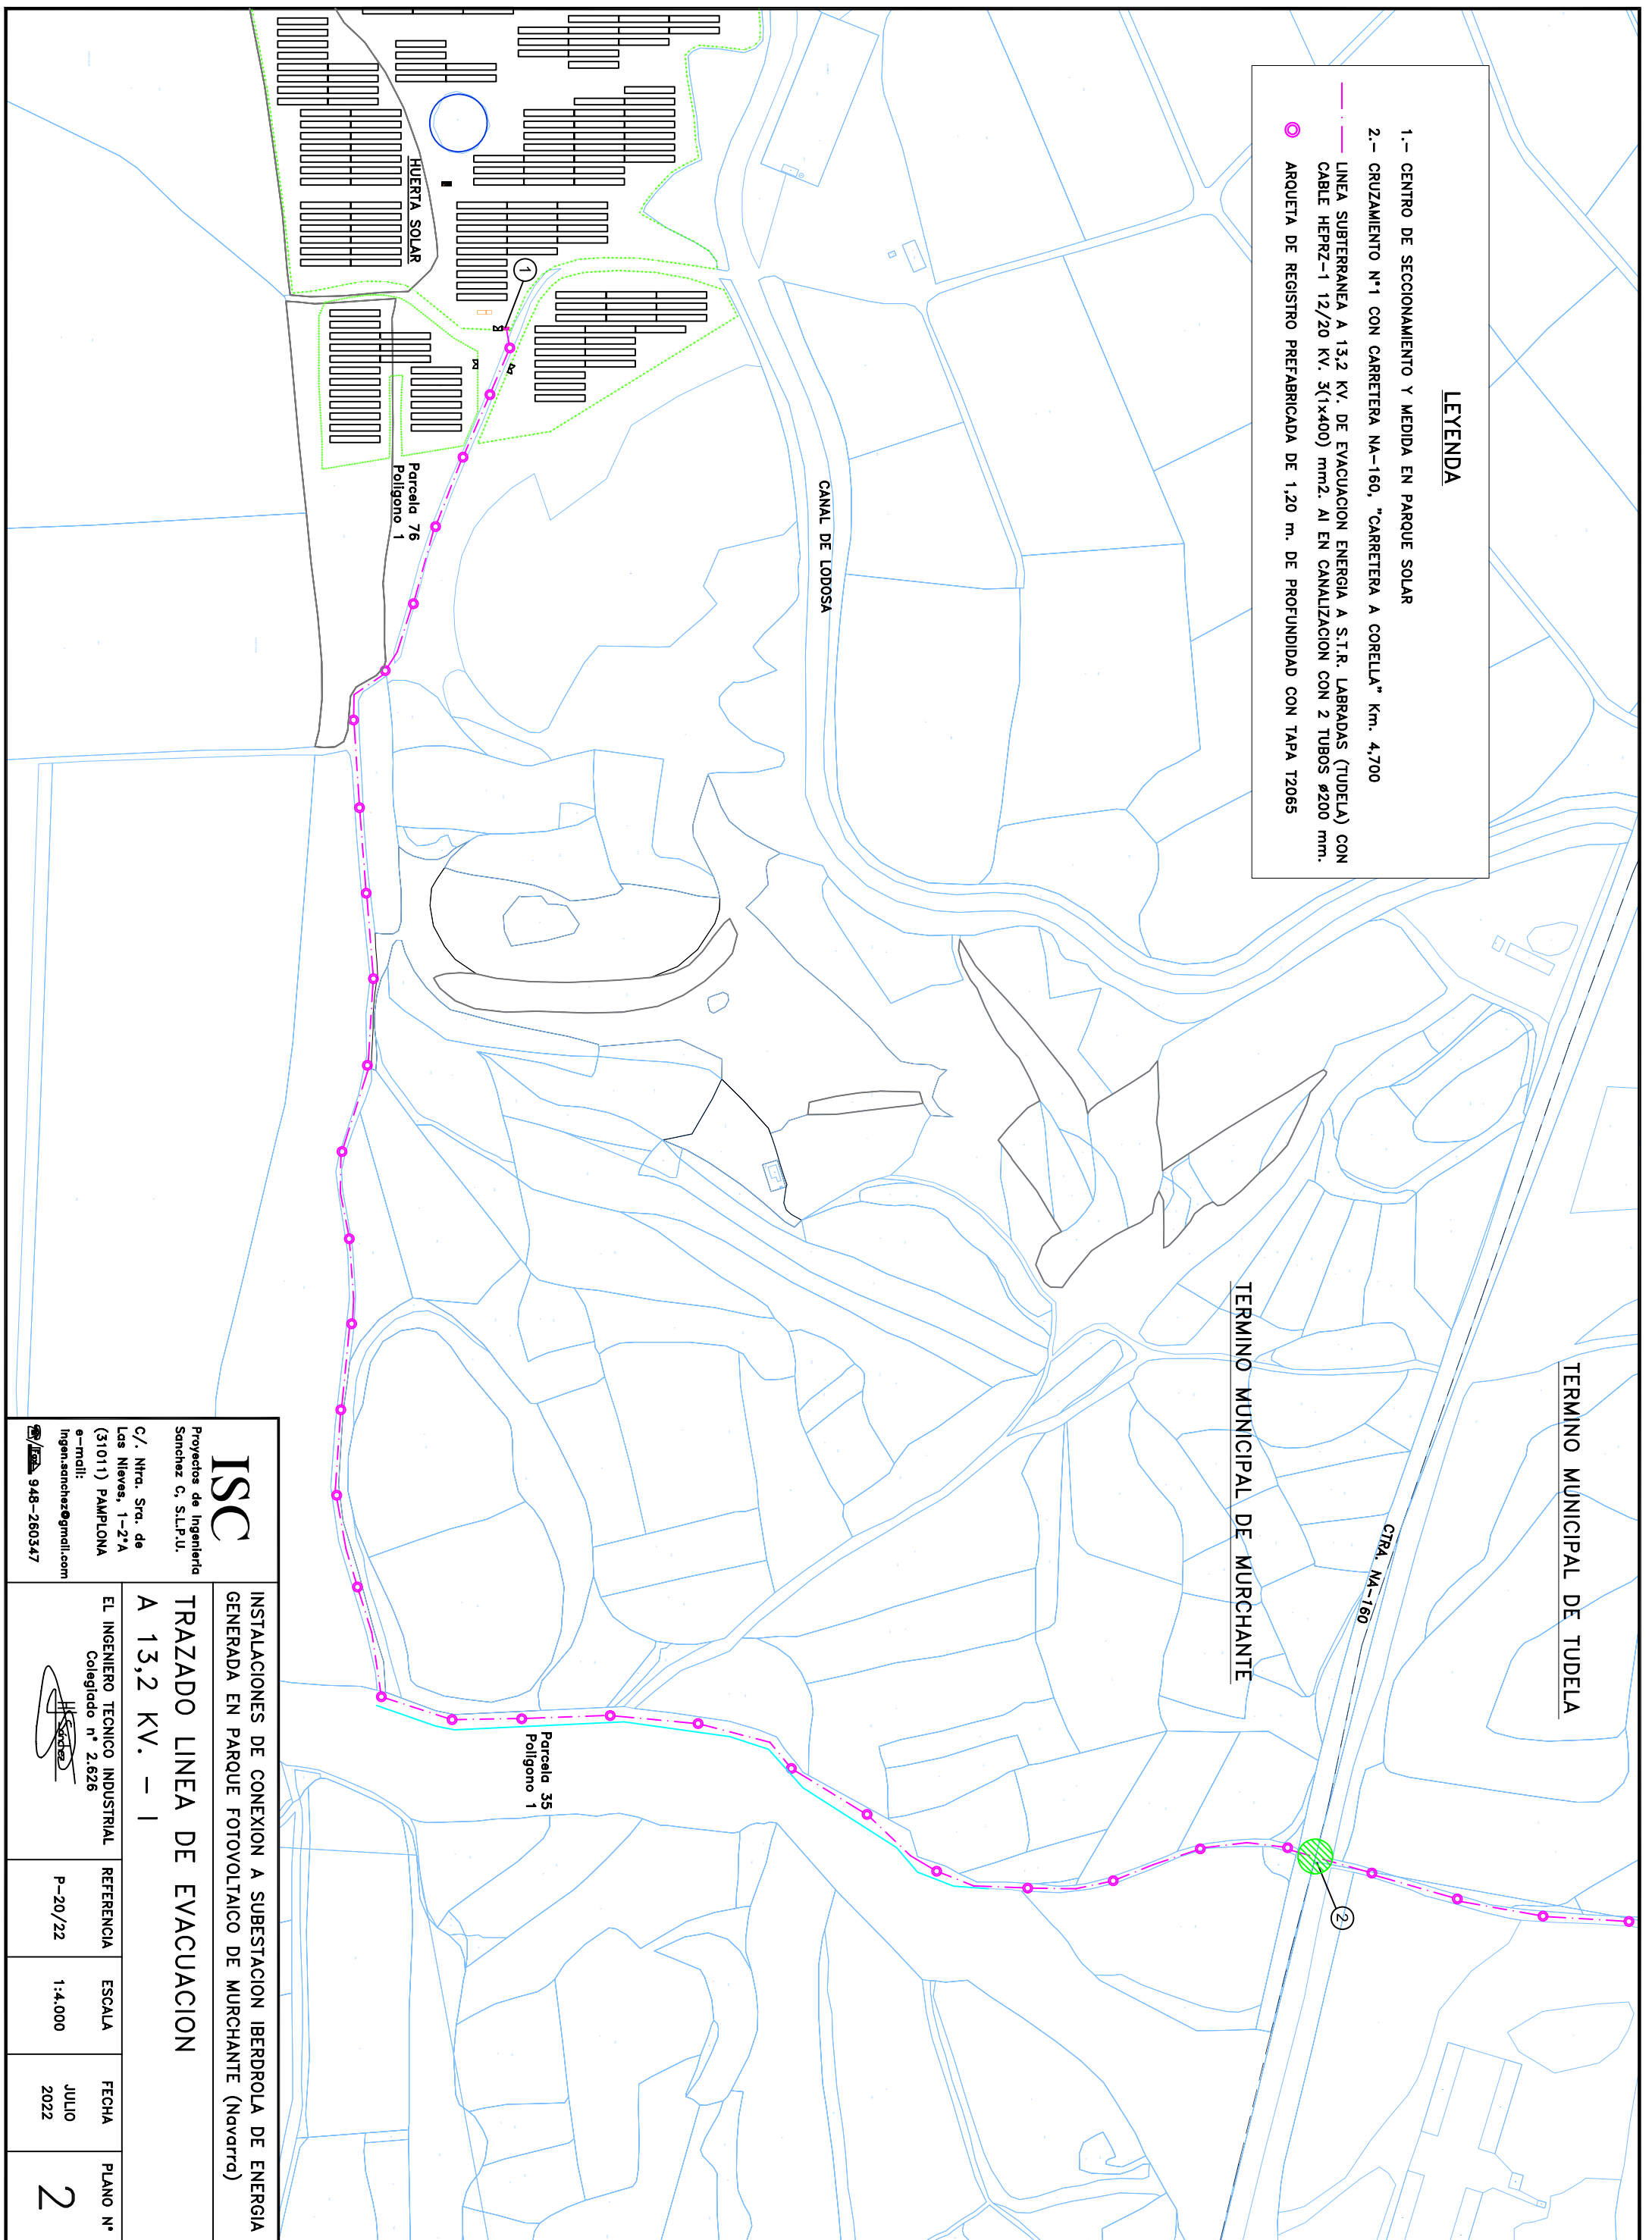 LEYENDA
1.- CENTRO DE SECCIONAMIENTO Y MEDIDA EN PARQUE SOLAR
2.- CRUZAMIENTO Nº1 CON CARRETERA NA-160, "CARRETERA A CORELLA" Km. 4,700
LINEA SUBTERRANEA A 13,2 KV. DE EVACUACION ENERGIA A S.T.R. LABRADAS (TUDELA) CON
CABLE HEPRZ-1 12/20 KV. 3(1x400) mm2. Al EN CANALIZACION CON 2 TUBOS ø200 mm.
ARQUETA DE REGISTRO PREFABRICADA DE 1,20 m. DE PROFUNDIDAD CON TAPA T2065
TERMINO MUNICIPAL DE TUDELA
CTRA. NA-160
TERMINO MUNICIPAL DE MURCHANTE
2
CANAL DE LODOSA
1
HUERTA SOLAR
Parcela 76
Poligono 1
Parcela 35
Poligono 1
ISC
Proyectos de Ingenieria
Sanchez C, S.L.P.U.
C/. Ntra. Sra. de
Las Nieves, 1-2ºA
(31011) PAMPLONA
e-mail:
ingen.sanchez@gmail.com
/Fax 948-260347
INSTALACIONES DE CONEXION A SUBESTACION IBERDROLA DE ENERGIA
GENERADA EN PARQUE FOTOVOLTAICO DE MURCHANTE (Navarra)
TRAZADO LINEA DE EVACUACION
A 13,2 KV. - I
EL INGENIERO TECNICO INDUSTRIAL
Colegiado nº 2.626
REFERENCIA
P-20/22
ESCALA
1:4.000
FECHA
JULIO
2022
PLANO Nº
2